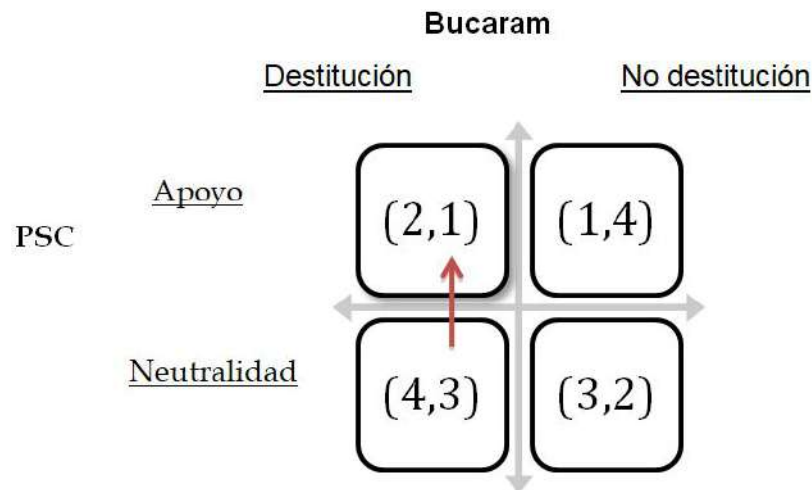 Bucaram
Destitución No destitución
Apoyo (2,1) (1,4)
PSC
Neutralidad (4,3) (3,2)